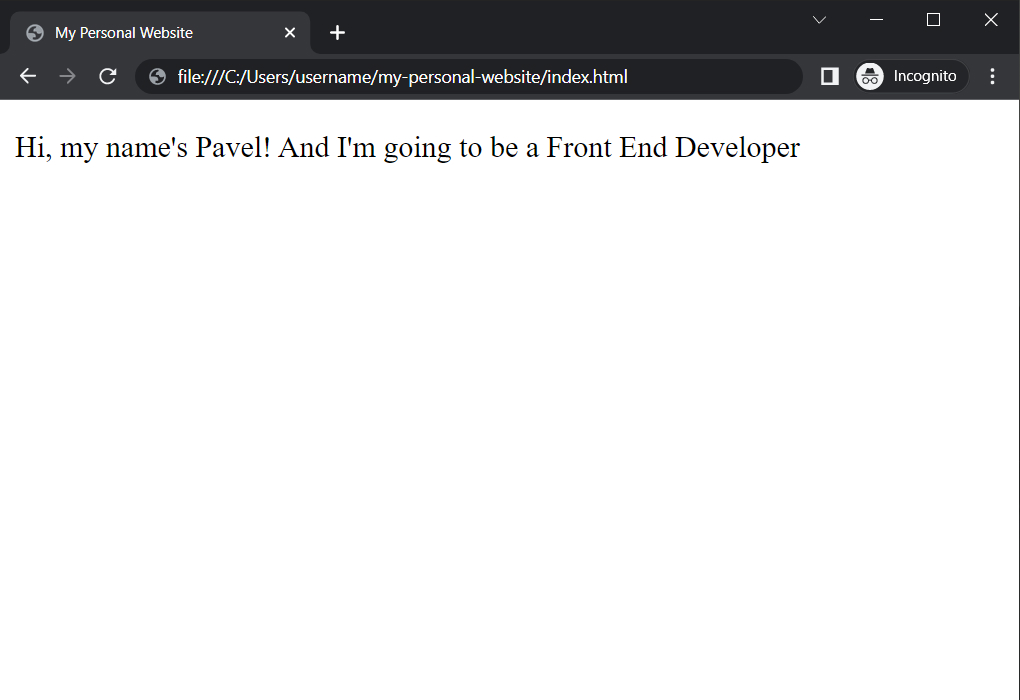 My Personal Website
file:///C:/Users/username/my-personal-website/index.html
Incognito
Hi, my name's Pavel! And I'm going to be a Front End Developer